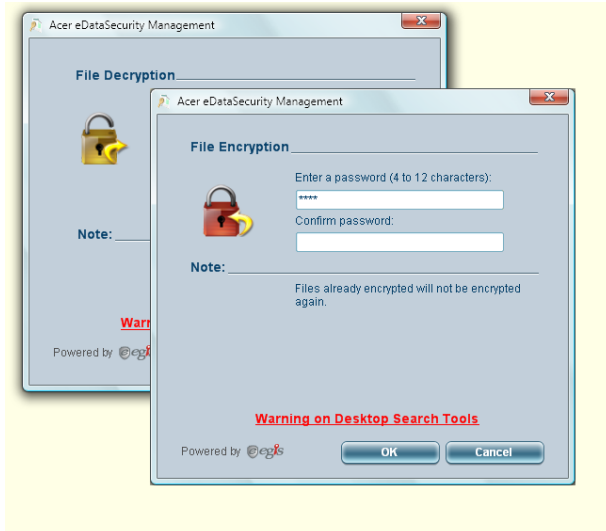 Acer eDataSecurity Management
File Decryption
Note:
Powered by egis
Acer eDataSecurity Management
File Encryption
Enter a password (4 to 12 characters):
****
Confirm password:
Note:
Files already encrypted will not be encrypted
again.
Warning on Desktop Search Tools
Powered by egis
OK
Cancel